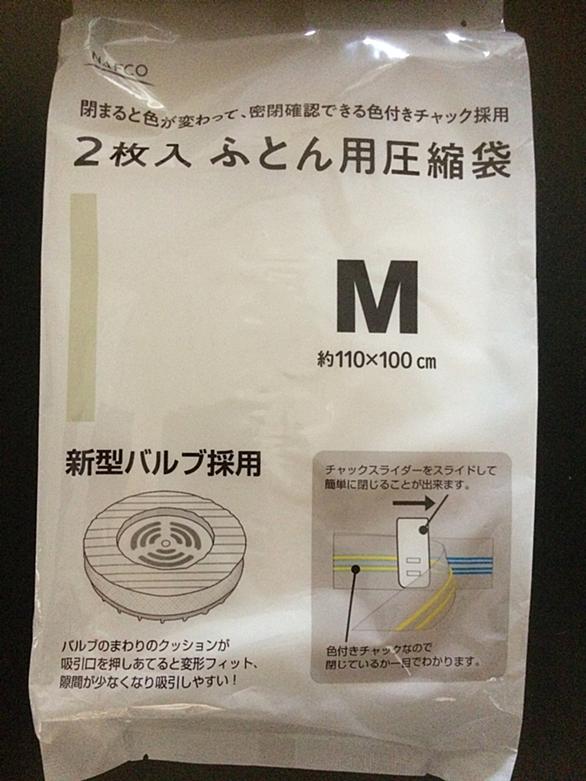 NAFCO
閉まると色が変わって、密閉確認できる色付きチャック採用
2枚入 ふとん用圧縮袋
M
約110×100㎝
新型バルブ採用
バルブのまわりのクッションが
吸引口を押しあてると変形フィット、
隙間が少なくなり吸引しやすい!
チャックスライダーをスライドして
簡単に閉じることが出来ます。
色付きチャックなので
閉じているか一目でわかります。